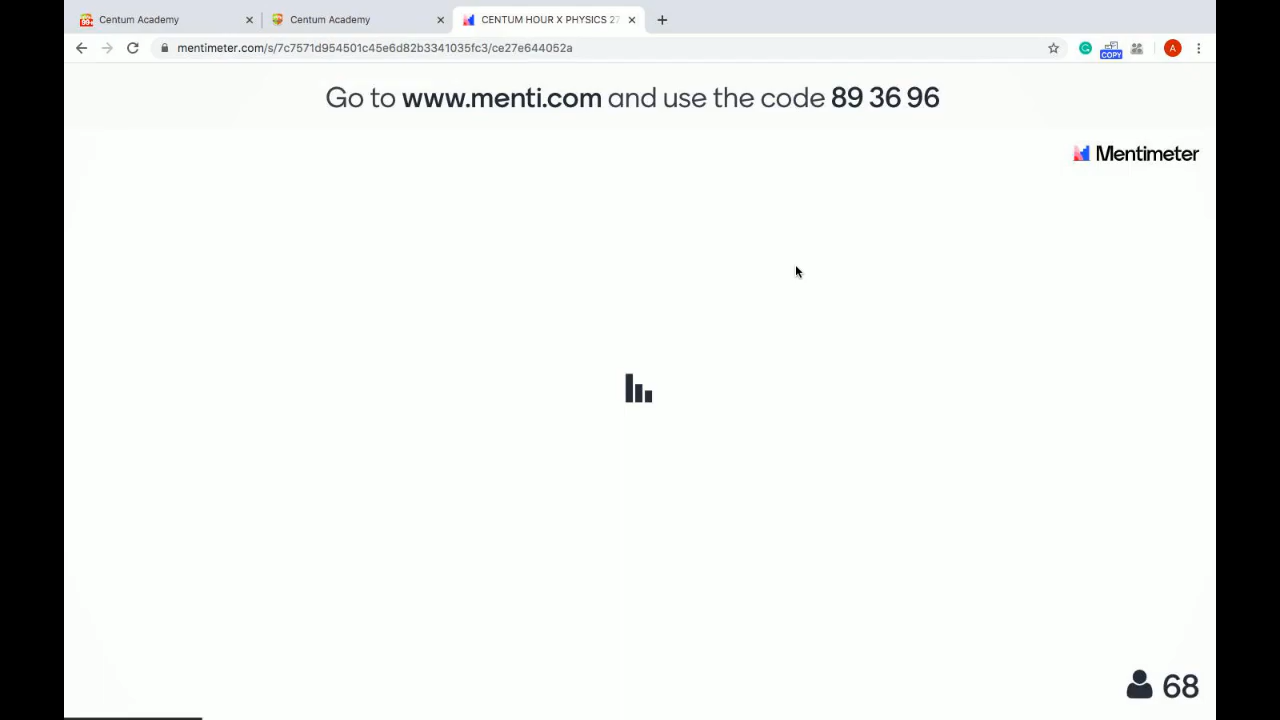 Centum Academy
Centum Academy
CENTUM HOUR X PHYSICS 27
mentimeter.com/s/7c7571d954501c45e6d82b3341035fc3/ce27e644052a
COPY
A
Go to www.menti.com and use the code 89 36 96
Mentimeter
68